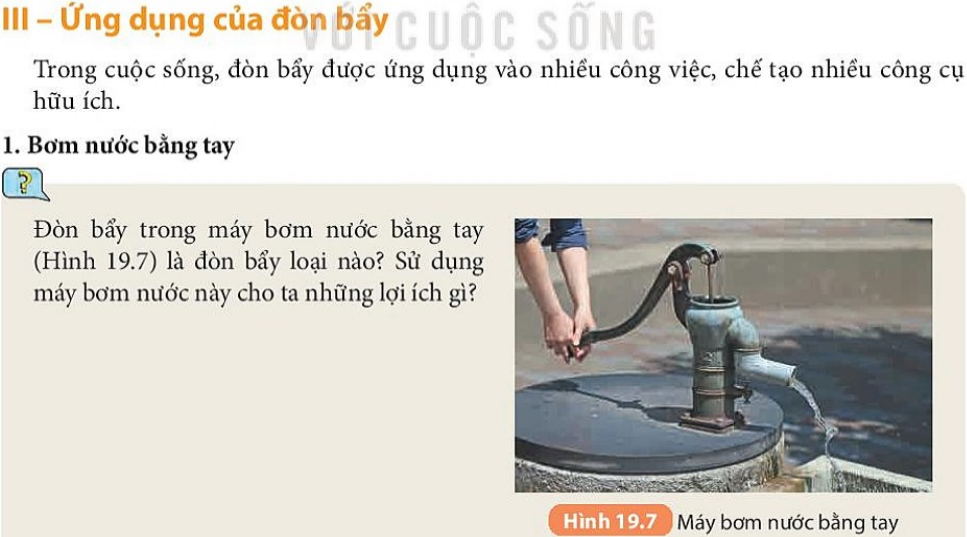 III – Ứng dụng của đòn bẩy
VỚI CUỘC SỐNG
Trong cuộc sống, đòn bẩy được ứng dụng vào nhiều công việc, chế tạo nhiều công cụ
hữu ích.
1. Bơm nước bằng tay
?
Đòn bẩy trong máy bơm nước bằng tay
(Hình 19.7) là đòn bẩy loại nào? Sử dụng
máy bơm nước này cho ta những lợi ích gì?
Hình 19.7 Máy bơm nước bằng tay